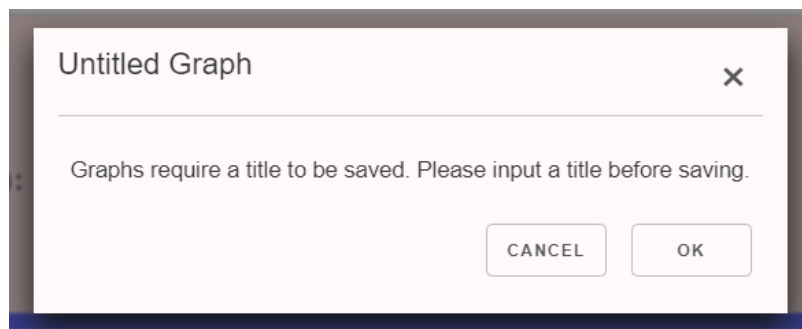 Untitled Graph
Graphs require a title to be saved. Please input a title before saving.
CANCEL OK